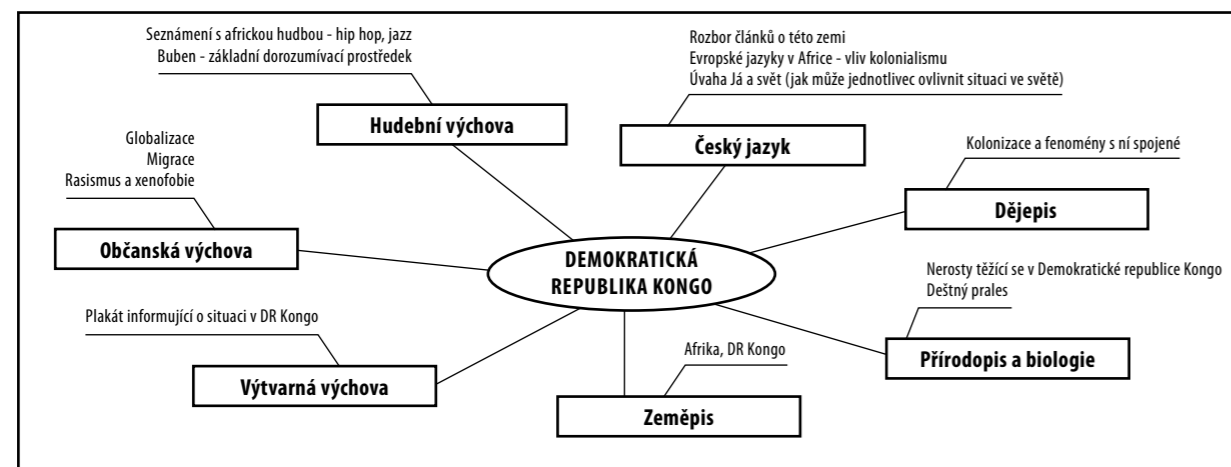 Seznámení s africkou hudbou - hip hop, jazz
Buben - základní dorozumívací prostředek
Hudební výchova
Rozbor článků o této zemi
Evropské jazyky v Africe - vliv kolonialismu
Úvaha Já a svět (jak může jednotlivec ovlivnit situaci ve světě)
Český jazyk
Globalizace
Migrace
Rasismus a xenofobie
Občanská výchova
Kolonizace a fenomény s ní spojené
Dějepis
DEMOKRATICKÁ
REPUBLIKA KONGO
Nerosty těžící se v Demokratické republice Kongo
Deštný prales
Přírodopis a biologie
Plakát informující o situaci v DR Kongo
Výtvarná výchova
Afrika, DR Kongo
Zeměpis